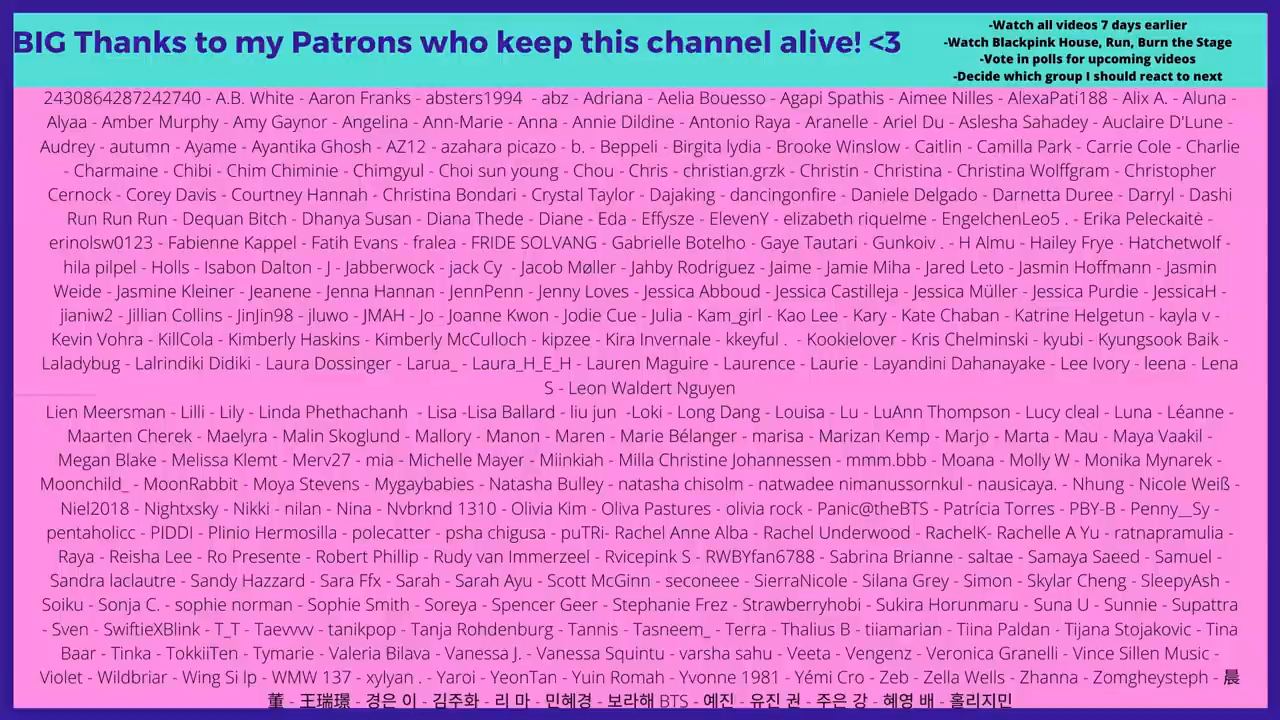 BIG Thanks to my Patrons who keep this channel alive! <3
-Watch all videos 7 days earlier
-Watch Blackpink House, Run, Burn the Stage
-Vote in polls for upcoming videos
-Decide which group I should react to next
2430864287242740 - A.B. White - Aaron Franks - absters1994 - abz - Adriana - Aelia Bouesso - Agapi Spathis - Aimee Nilles - AlexaPati188 - Alix A. - Aluna -
Alyaa - Amber Murphy - Amy Gaynor - Angelina - Ann-Marie - Anna - Annie Dildine - Antonio Raya - Aranelle - Ariel Du - Aslesha Sahadey - Auclaire D'Lune -
Audrey - autumn - Ayame - Ayantika Ghosh - AZ12 - azahara picazo - b. - Beppeli - Birgita lydia - Brooke Winslow - Caitlin - Camilla Park - Carrie Cole - Charlie
- Charmaine - Chibi - Chim Chiminie - Chimgyul - Choi sun young - Chou - Chris - christian.grzk - Christin - Christina - Christina Wolffgram - Christopher
Cernock - Corey Davis - Courtney Hannah - Christina Bondari - Crystal Taylor - Dajaking - dancingonfire - Daniele Delgado - Darnetta Duree - Darryl - Dashi
Run Run Run - Dequan Bitch - Dhanya Susan - Diana Thede - Diane - Eda - Effysze - ElevenY - elizabeth riquelme - EngelchenLeo5 . - Erika Peleckaitė -
erinolsw0123 - Fabienne Kappel - Fatih Evans - fralea - FRIDE SOLVANG - Gabrielle Botelho - Gaye Tautari - Gunkoiv . - H Almu - Hailey Frye - Hatchetwolf -
hila pilpel - Holls - Isabon Dalton - J - Jabberwock - jack Cy - Jacob Møller - Jahby Rodriguez - Jaime - Jamie Miha - Jared Leto - Jasmin Hoffmann - Jasmin
Weide - Jasmine Kleiner - Jeanene - Jenna Hannan - JennPenn - Jenny Loves - Jessica Abboud - Jessica Castilleja - Jessica Müller - Jessica Purdie - JessicaH -
jianiw2 - Jillian Collins - JinJin98 - jluwo - JMAH - Jo - Joanne Kwon - Jodie Cue - Julia - Kam_girl - Kao Lee - Kary - Kate Chaban - Katrine Helgetun - kayla v -
Kevin Vohra - KillCola - Kimberly Haskins - Kimberly McCulloch - kipzee - Kira Invernale - kkeyful . - Kookielover - Kris Chelminski - kyubi - Kyungsook Baik -
Laladybug - Lalrindiki Didiki - Laura Dossinger - Larua_ - Laura_H_E_H - Lauren Maguire - Laurence - Laurie - Layandini Dahanayake - Lee Ivory - leena - Lena
S - Leon Waldert Nguyen
Lien Meersman - Lilli - Lily - Linda Phethachanh - Lisa -Lisa Ballard - liu jun -Loki - Long Dang - Louisa - Lu - LuAnn Thompson - Lucy cleal - Luna - Léanne -
Maarten Cherek - Maelyra - Malin Skoglund - Mallory - Manon - Maren - Marie Bélanger - marisa - Marizan Kemp - Marjo - Marta - Mau - Maya Vaakil -
Megan Blake - Melissa Klemt - Merv27 - mia - Michelle Mayer - Miinkiah - Milla Christine Johannessen - mmm.bbb - Moana - Molly W - Monika Mynarek -
Moonchild_ - MoonRabbit - Moya Stevens - Mygaybabies - Natasha Bulley - natasha chisolm - natwadee nimanussornkul - nausicaya. - Nhung - Nicole Weiß -
Niel2018 - Nightxsky - Nikki - nilan - Nina - Nvbrknd 1310 - Olivia Kim - Oliva Pastures - olivia rock - Panic@theBTS - Patrícia Torres - PBY-B - Penny__Sy -
pentaholicc - PIDDI - Plinio Hermosilla - polecatter - psha chigusa - puTRi- Rachel Anne Alba - Rachel Underwood - RachelK- Rachelle A Yu - ratnapramulia -
Raya - Reisha Lee - Ro Presente - Robert Phillip - Rudy van Immerzeel - Rvicepink S - RWBYfan6788 - Sabrina Brianne - saltae - Samaya Saeed - Samuel -
Sandra laclautre - Sandy Hazzard - Sara Ffx - Sarah - Sarah Ayu - Scott McGinn - seconeee - SierraNicole - Silana Grey - Simon - Skylar Cheng - SleepyAsh -
Soiku - Sonja C. - sophie norman - Sophie Smith - Soreya - Spencer Geer - Stephanie Frez - Strawberryhobi - Sukira Horunmaru - Suna U - Sunnie - Supattra
- Sven - SwiftieXBlink - T_T - Taevvvv - tanikpop - Tanja Rohdenburg - Tannis - Tasneem_ - Terra - Thalius B - tiiamarian - Tiina Paldan - Tijana Stojakovic - Tina
Baar - Tinka - TokkiiTen - Tymarie - Valeria Bilava - Vanessa J. - Vanessa Squintu - varsha sahu - Veeta - Vengenz - Veronica Granelli - Vince Sillen Music -
Violet - Wildbriar - Wing Si Ip - WMW 137 - xylyan . - Yaroi - YeonTan - Yuin Romah - Yvonne 1981 - Yémi Cro - Zeb - Zella Wells - Zhanna - Zomgheysteph - 晨
董 - 王瑞璟 - 경은 이 - 김주화 - 리 마 - 민혜경 - 보라해 BTS - 예진 - 유진 권 - 주은 강 - 혜영 배 - 홀리지민